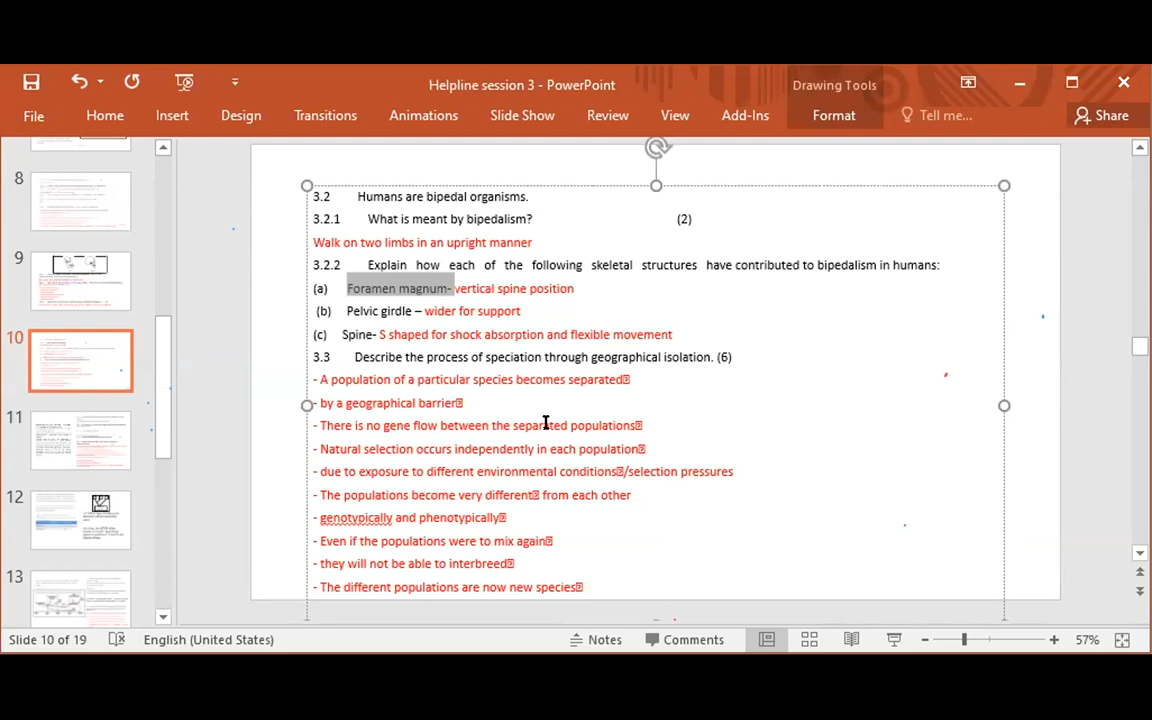 Helpline session 3 - PowerPoint
Drawing Tools
File
Home
Insert
Design
Transitions
Animations
Slide Show
Review
View
Add-Ins
Format
Tell me...
Share
8
9
10
11
12
13
3.2 Humans are bipedal organisms.
3.2.1 What is meant by bipedalism? (2)
Walk on two limbs in an upright manner
3.2.2 Explain how each of the following skeletal structures have contributed to bipedalism in humans:
(a) Foramen magnum- vertical spine position
(b) Pelvic girdle – wider for support
(c) Spine- S shaped for shock absorption and flexible movement
3.3 Describe the process of speciation through geographical isolation. (6)
- A population of a particular species becomes separated
- by a geographical barrier
- There is no gene flow between the separated populations
- Natural selection occurs independently in each population
- due to exposure to different environmental conditions/selection pressures
- The populations become very different from each other
- genotypically and phenotypically
- Even if the populations were to mix again
- they will not be able to interbreed
- The different populations are now new species
Slide 10 of 19
English (United States)
Notes
Comments
57%